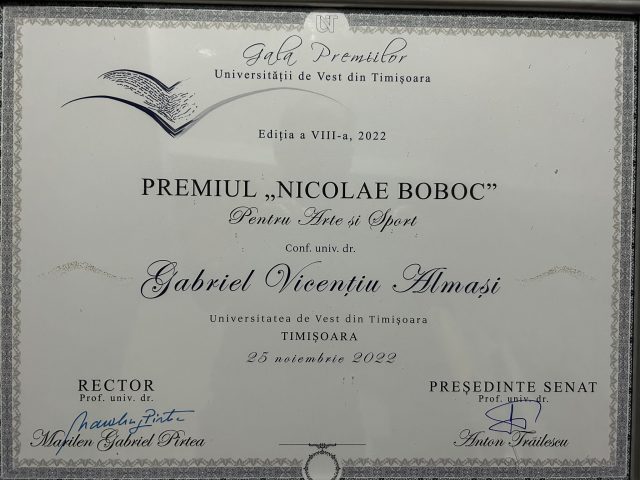 UT
Gala Premiilor
Universității de Vest din Timișoara
Ediția a VIII-a, 2022
PREMIUL „NICOLAE BOBOC”
Pentru Arte și Sport
Conf. univ. dr.
Gabriel Vicențiu Almași
Universitatea de Vest din Timișoara
TIMIȘOARA
25 noiembrie 2022
RECTOR
Prof. univ. dr.
Marilen Gabriel Pirtea
PREȘEDINTE SENAT
Prof. univ. dr.
Anton Trăilescu